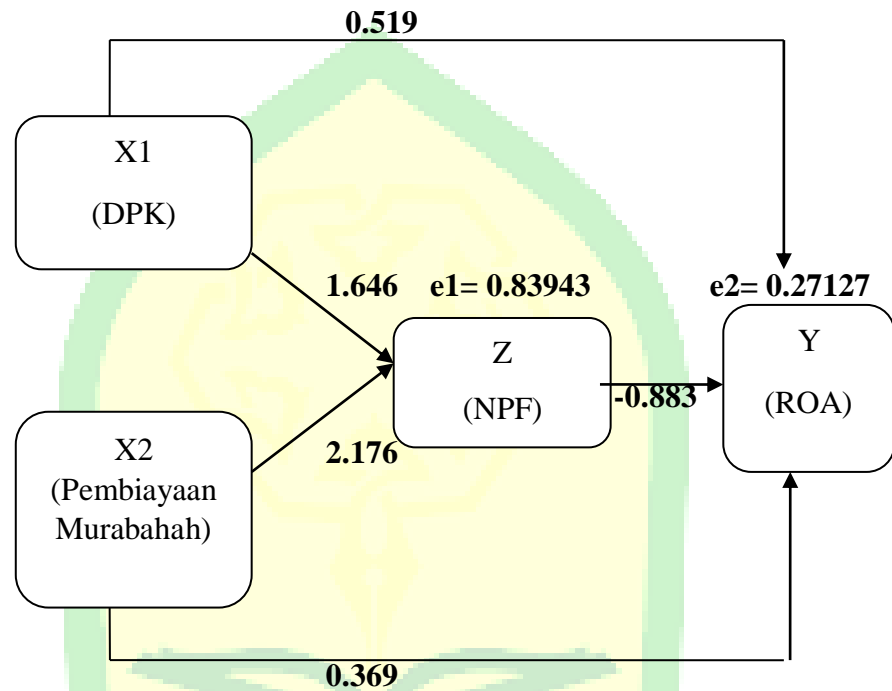 0.519
X1
(DPK)
1.646
e1= 0.83943
e2= 0.27127
Z
(NPF)
-0.883
Y
(ROA)
X2
(Pembiayaan
Murabahah)
2.176
0.369